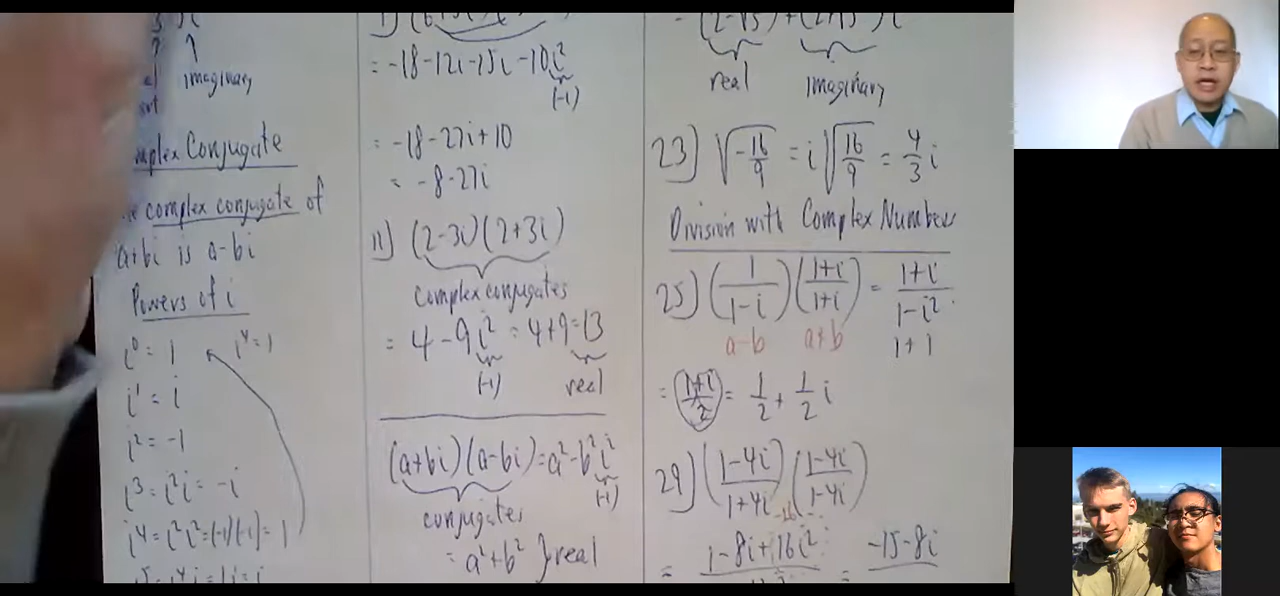 imaginary
Complex Conjugate
complex conjugate of
a+bi is a-bi
Powers of i
i⁰ = 1 i⁴=1
i¹ = i
i² = -1
i³ = i²i = -i
i⁴ = i²i² = (-1)(-1) = 1
= -18-12i-15i-10i²
(-1)
= -18-27i+10
= -8-27i
11) (2-3i)(2+3i)
Complex conjugates
= 4-9i² = 4+9=13
(-1) real
(a+bi)(a-bi)=a²-b²i²
(-1)
conjugates
= a²+b² } real
real imaginary
23) √-16/9 = i√16/9 = 4/3 i
Division with Complex Number
25) (1/1-i)(1+i/1+i) = 1+i/1-i²
a-b a+b 1+1
= 1+i/2 = 1/2 + 1/2 i
29) (1-4i/1+4i)(1-4i/1-4i)
-16
= 1-8i+16i² = -15-8i